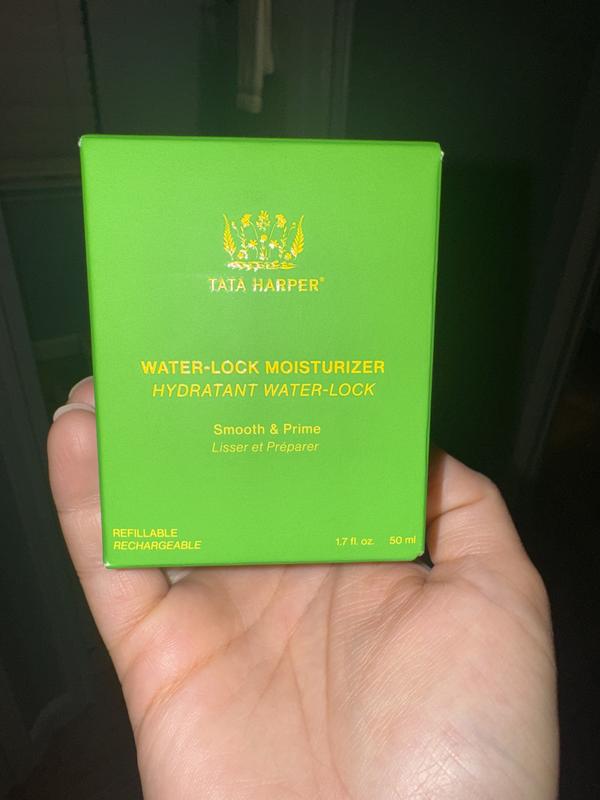 TATA HARPER®
WATER-LOCK MOISTURIZER
HYDRATANT WATER-LOCK
Smooth & Prime
Lisser et Préparer
REFILLABLE
RECHARGEABLE
1.7 fl. oz. 50 ml